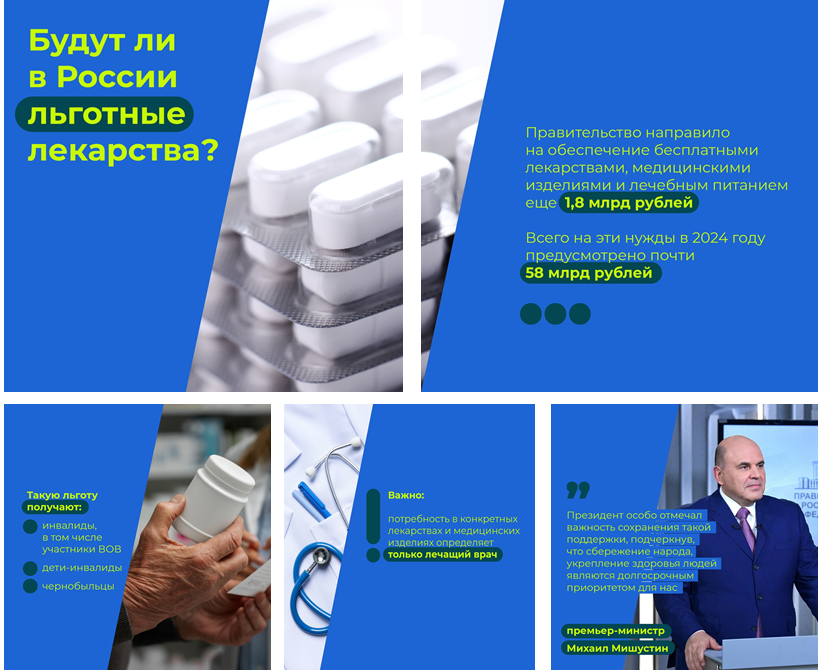 Будут ли
в России
льготные
лекарства?
Правительство направило
на обеспечение бесплатными
лекарствами, медицинскими
изделиями и лечебным питанием
еще 1,8 млрд рублей
Всего на эти нужды в 2024 году
предусмотрено почти
58 млрд рублей
Такую льготу
получают:
инвалиды,
в том числе
участники ВОВ
дети-инвалиды
чернобыльцы
Важно:
потребность в конкретных
лекарствах и медицинских
изделиях определяет
только лечащий врач
Президент особо отмечал
важность сохранения такой
поддержки, подчеркнув,
что сбережение народа,
укрепление здоровья людей
являются долгосрочным
приоритетом для нас
премьер-министр
Михаил Мишустин